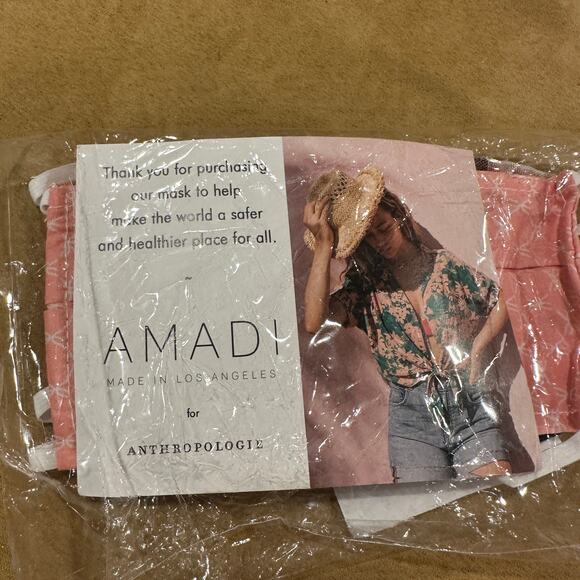 Thank you for purchasing
our mask to help
make the world a safer
and healthier place for all.
~
AMADI
MADE IN LOS ANGELES
for
ANTHROPOLOGIE